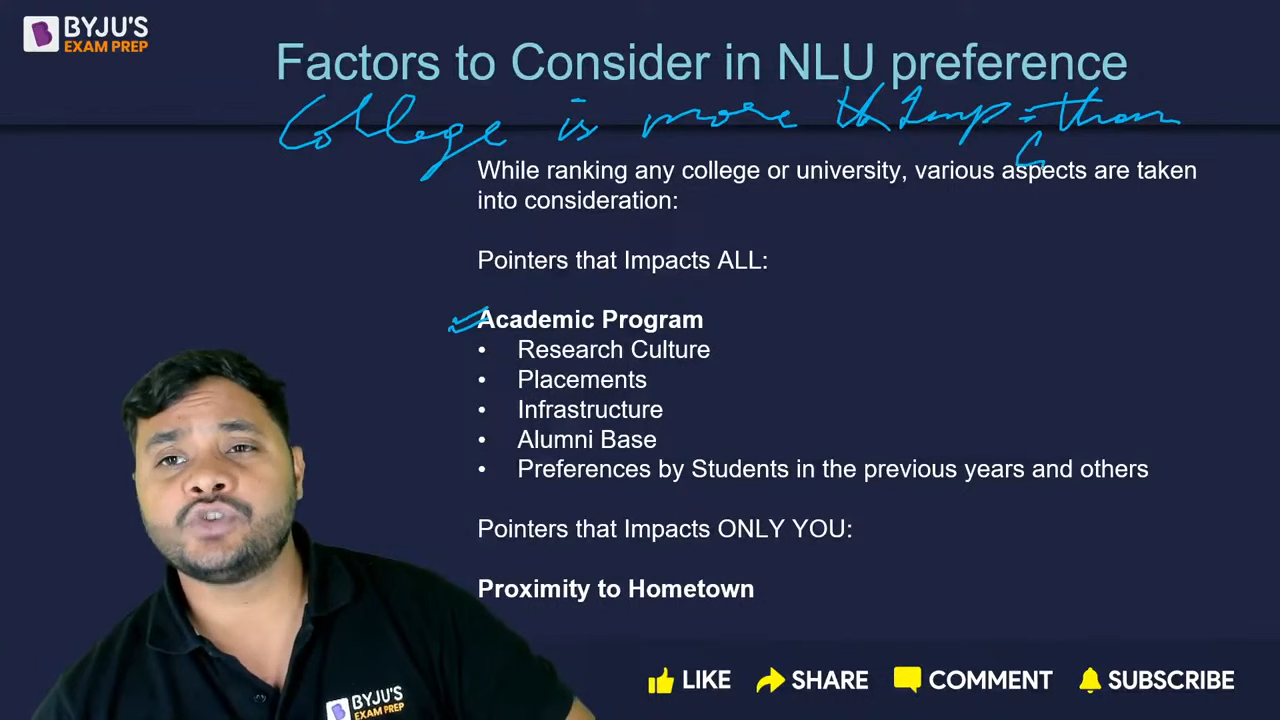 BYJU'S
EXAM PREP
Factors to Consider in NLU preference
College is more Imp than
C
While ranking any college or university, various aspects are taken
into consideration:
Pointers that Impacts ALL:
Academic Program
• Research Culture
• Placements
• Infrastructure
• Alumni Base
• Preferences by Students in the previous years and others
Pointers that Impacts ONLY YOU:
Proximity to Hometown
BYJU'S
EXAM PREP
LIKE SHARE COMMENT SUBSCRIBE